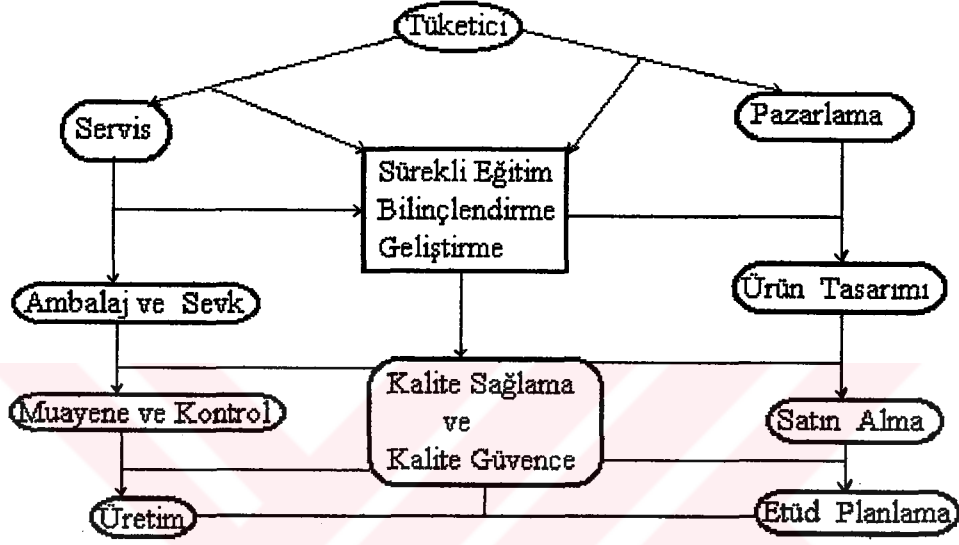 Tüketici
Servis
Pazarlama
Sürekli Eğitim
Bilinçlendirme
Geliştirme
Ambalaj ve Sevk
Ürün Tasarımı
Kalite Sağlama
ve
Kalite Güvence
Muayene ve Kontrol
Satın Alma
Üretim
Etüd Planlama